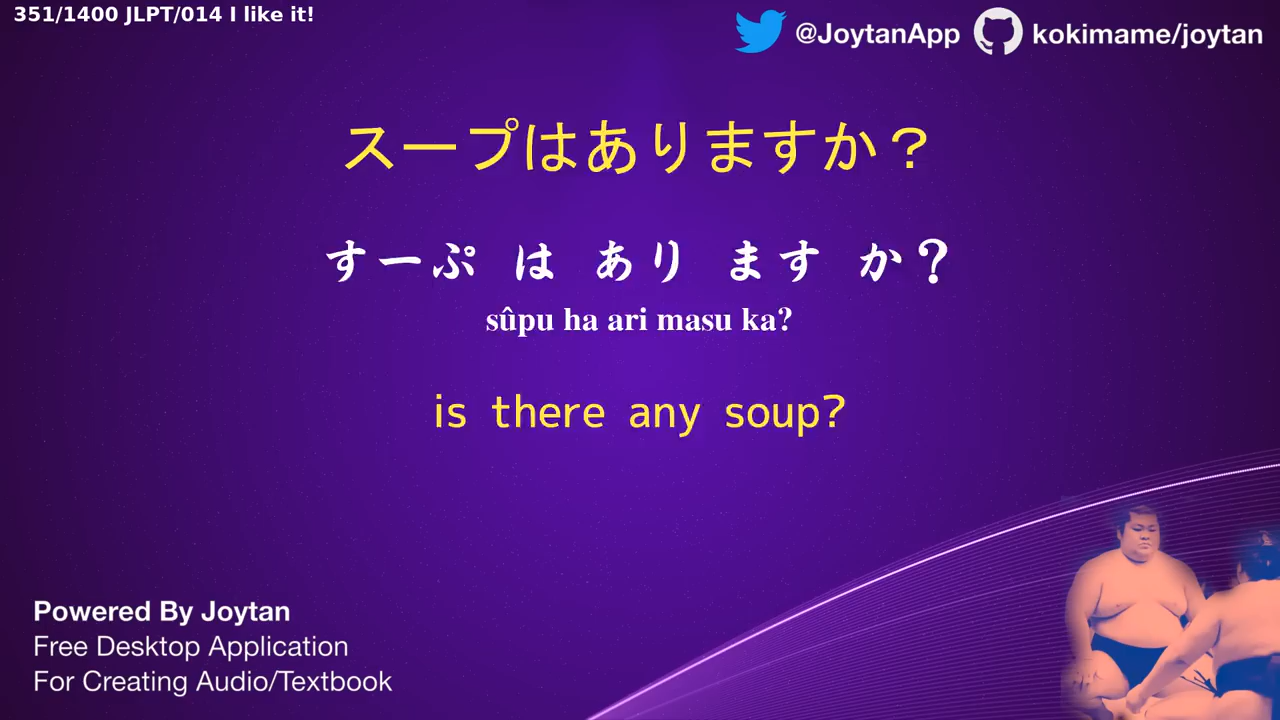 351/1400 JLPT/014 I like it!
@JoytanApp kokimame/joytan
スープはありますか？
すーぷ は あり ます か？
sûpu ha ari masu ka?
is there any soup?
Powered By Joytan
Free Desktop Application
For Creating Audio/Textbook